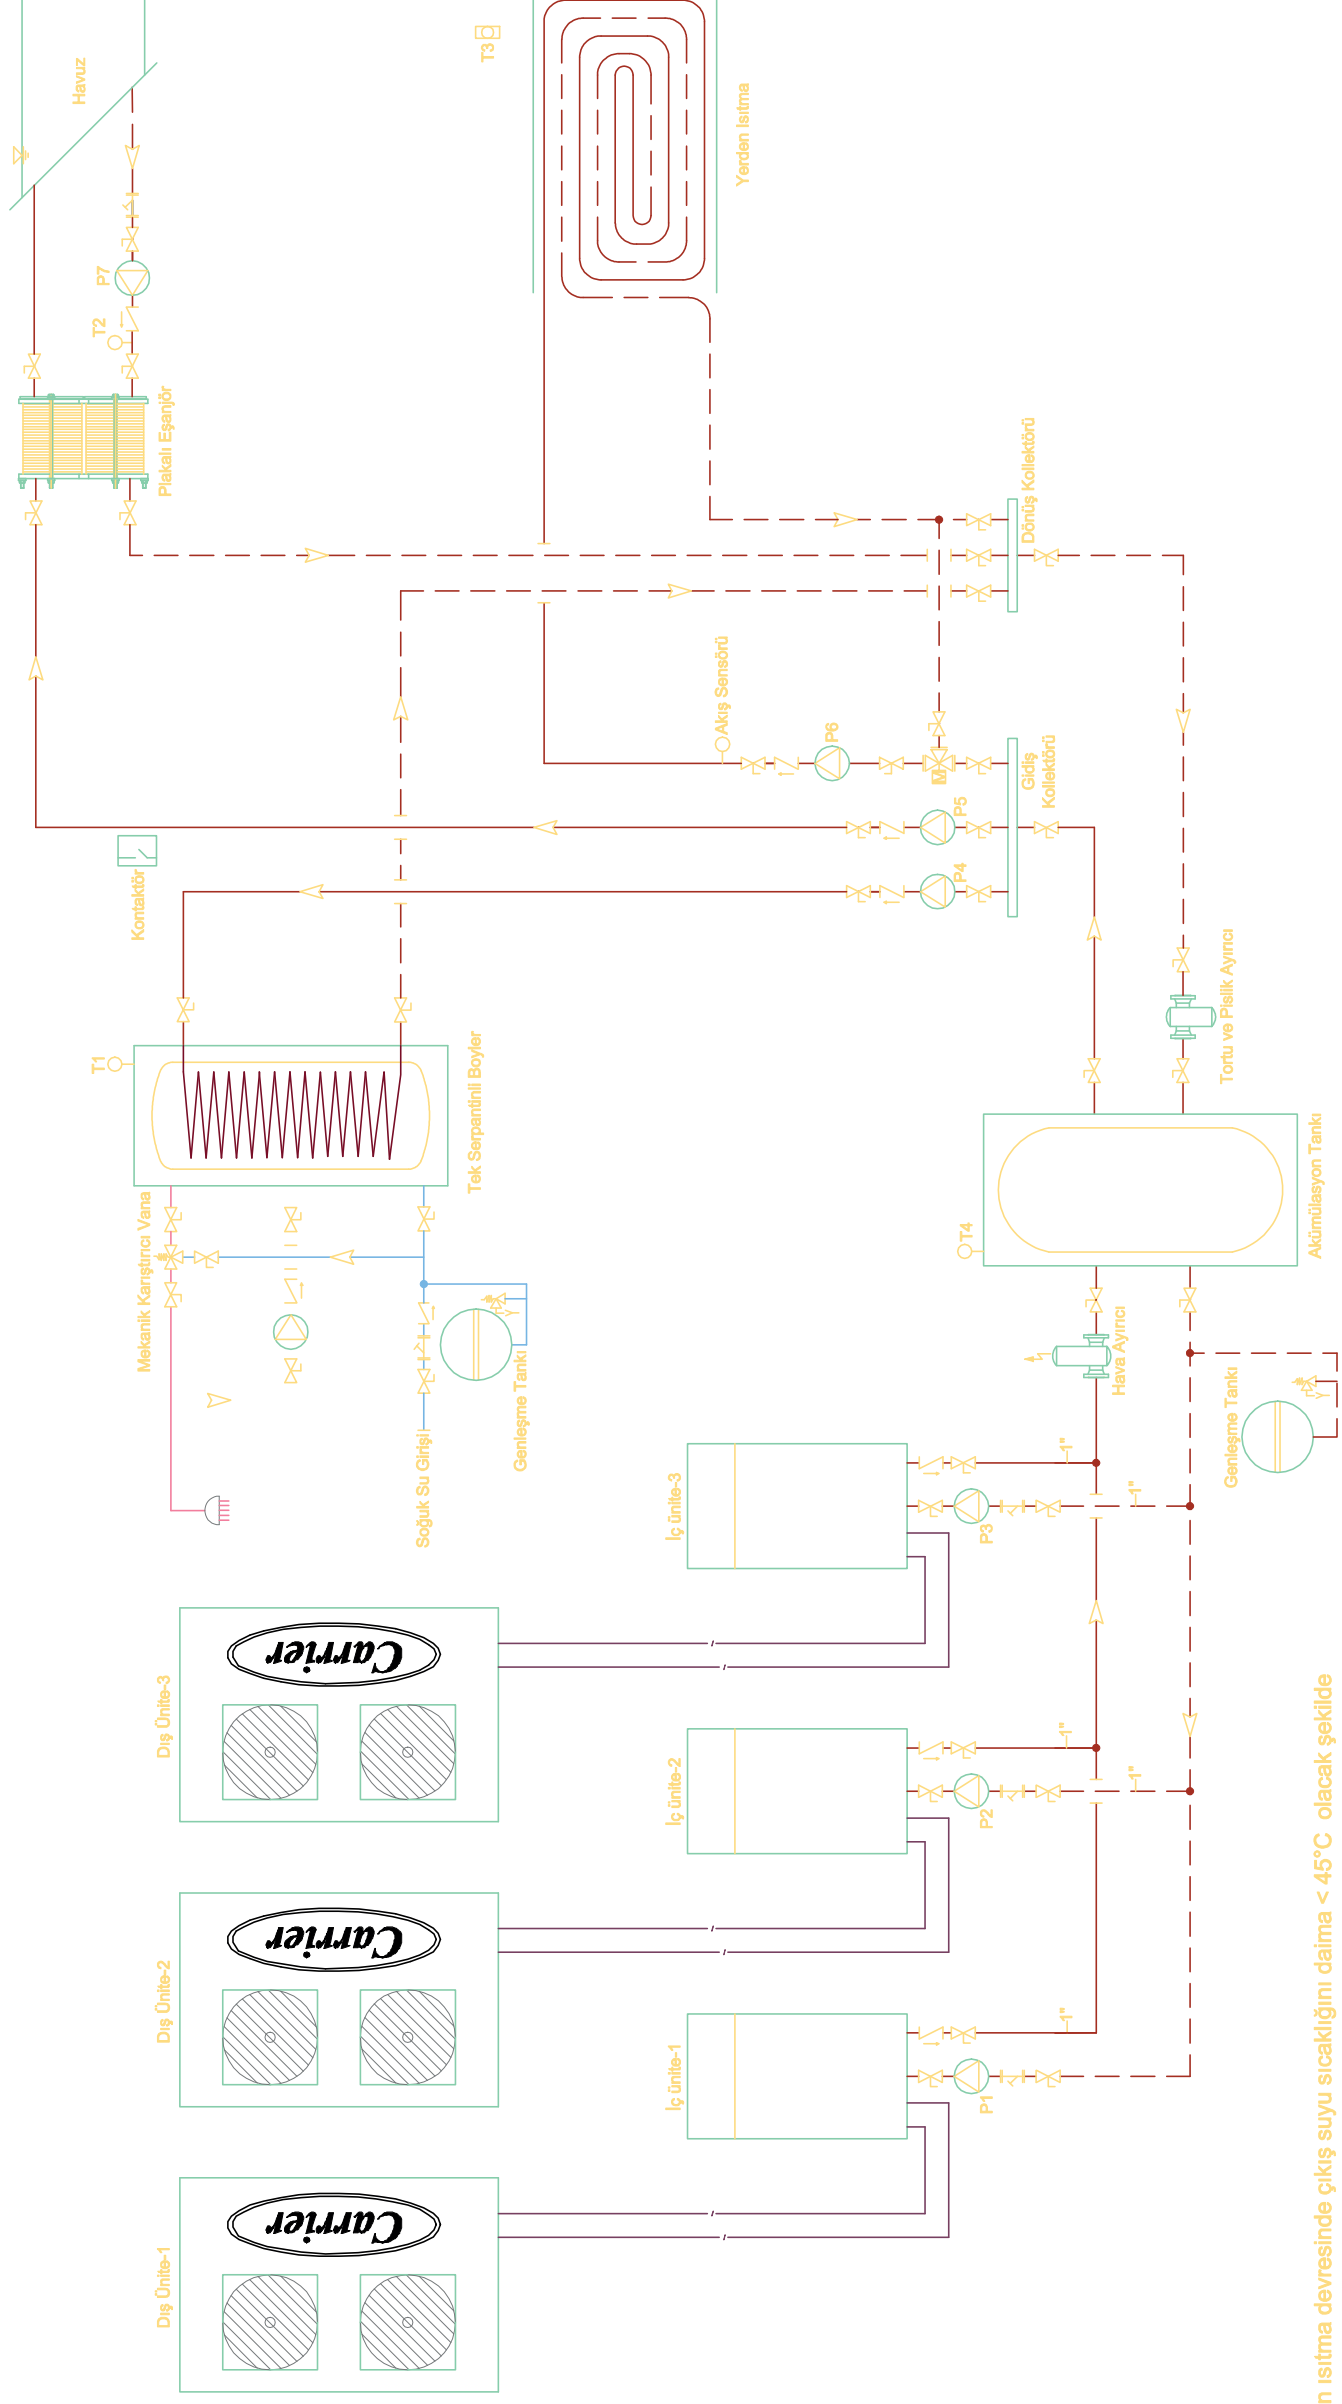 Havuz
T3
P7
T2
Plakalı Eşanjör
Yerden Isıtma
Dönüş Kollektörü
Akış Sensörü
P6
M
Gidiş
Kollektörü
P5
P4
Kontaktör
T1
Tek Serpantinli Boyler
Tortu ve Pislik Ayırıcı
T4
Akümülasyon Tankı
Mekanik Karıştırıcı Vana
Genleşme Tankı
Soğuk Su Girişi
Hava Ayırıcı
Genleşme Tankı
İç ünite-3
P3
1"
1"
Dış Ünite-3
Carrier
İç ünite-2
P2
1"
1"
Dış Ünite-2
Carrier
İç ünite-1
P1
1"
Dış Ünite-1
Carrier
n ısıtma devresinde çıkış suyu sıcaklığını daima < 45°C olacak şekilde